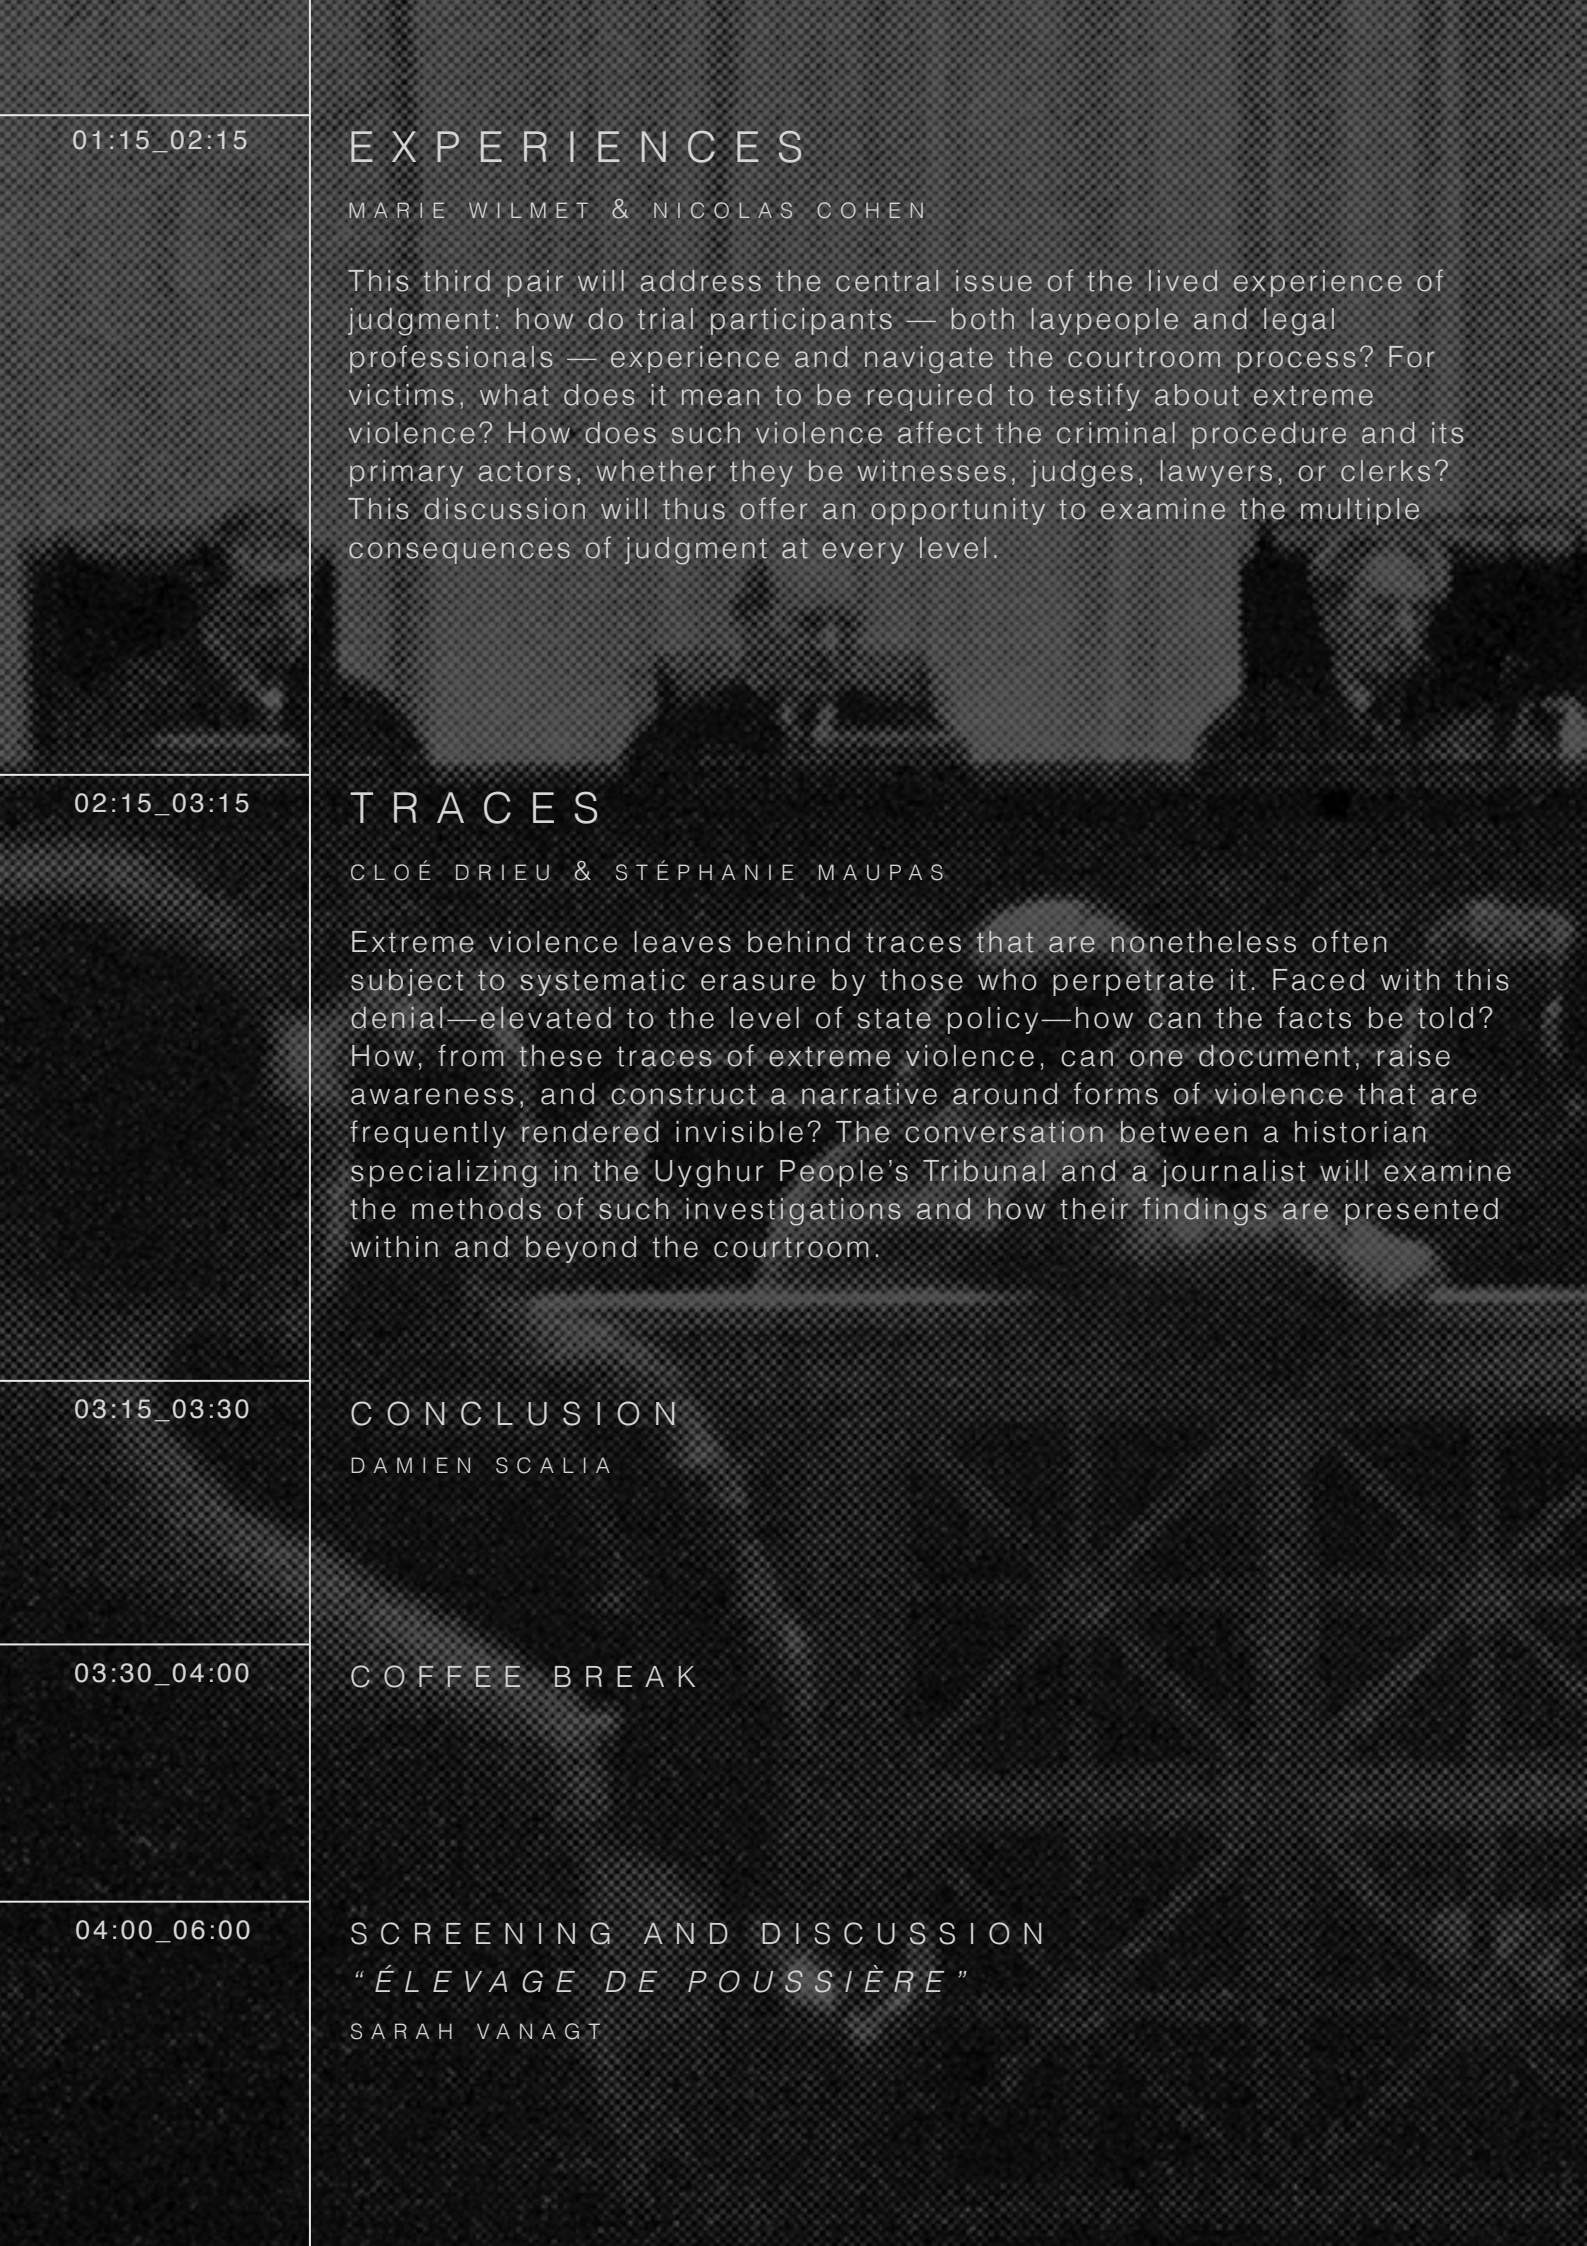 01:15_02:15
EXPERIENCES
MARIE WILMET & NICOLAS COHEN
This third pair will address the central issue of the lived experience of
judgment: how do trial participants — both laypeople and legal
professionals — experience and navigate the courtroom process? For
victims, what does it mean to be required to testify about extreme
violence? How does such violence affect the criminal procedure and its
primary actors, whether they be witnesses, judges, lawyers, or clerks?
This discussion will thus offer an opportunity to examine the multiple
consequences of judgment at every level.
02:15_03:15
TRACES
CLOÉ DRIEU & STÉPHANIE MAUPAS
Extreme violence leaves behind traces that are nonetheless often
subject to systematic erasure by those who perpetrate it. Faced with this
denial—elevated to the level of state policy—how can the facts be told?
How, from these traces of extreme violence, can one document, raise
awareness, and construct a narrative around forms of violence that are
frequently rendered invisible? The conversation between a historian
specializing in the Uyghur People’s Tribunal and a journalist will examine
the methods of such investigations and how their findings are presented
within and beyond the courtroom.
03:15_03:30
CONCLUSION
DAMIEN SCALIA
03:30_04:00
COFFEE BREAK
04:00_06:00
SCREENING AND DISCUSSION
“ÉLEVAGE DE POUSSIÈRE”
SARAH VANAGT